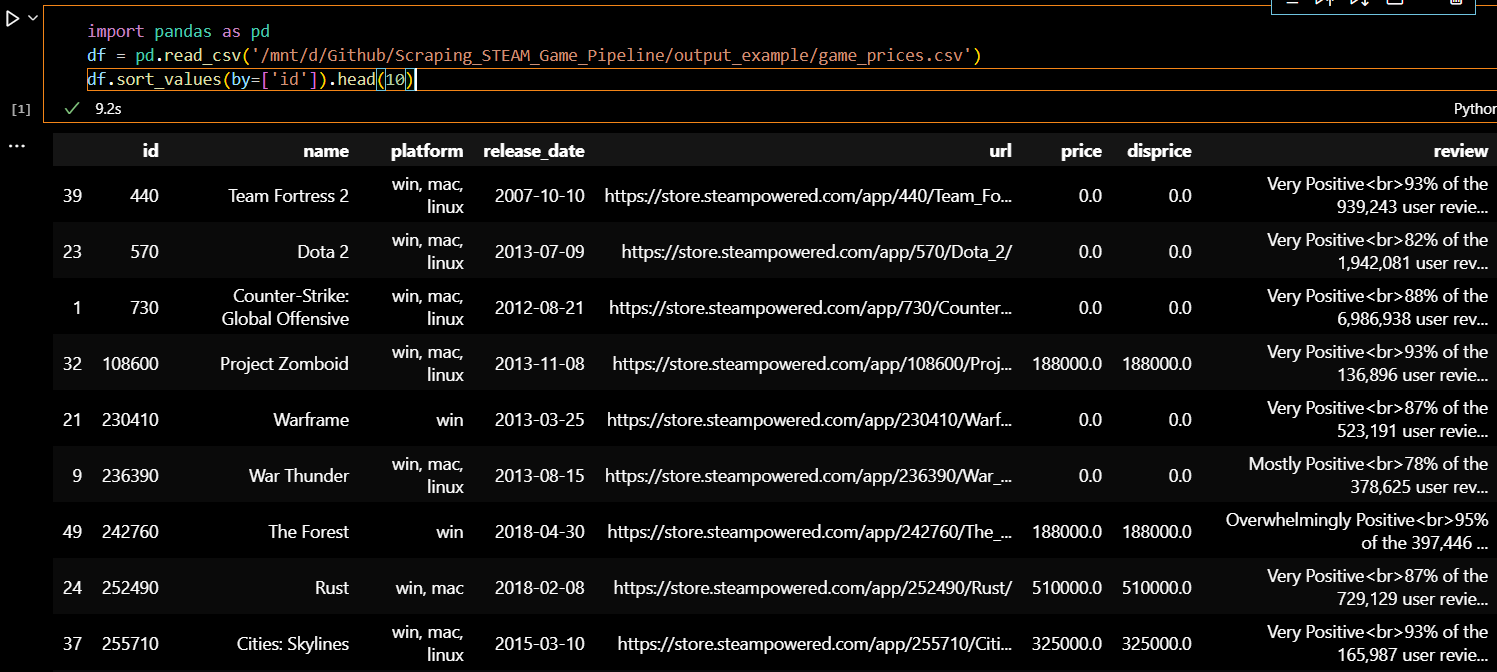 import pandas as pd
df = pd.read_csv('/mnt/d/Github/Scraping_STEAM_Game_Pipeline/output_example/game_prices.csv')
df.sort_values(by=['id']).head(10)
[1] 9.2s Python
...
id name platform release_date url price disprice review
39 440 Team Fortress 2 win, mac, linux 2007-10-10 https://store.steampowered.com/app/440/Team_Fo... 0.0 0.0 Very Positive<br>93% of the 939,243 user revie...
23 570 Dota 2 win, mac, linux 2013-07-09 https://store.steampowered.com/app/570/Dota_2/ 0.0 0.0 Very Positive<br>82% of the 1,942,081 user rev...
1 730 Counter-Strike: Global Offensive win, mac, linux 2012-08-21 https://store.steampowered.com/app/730/Counter... 0.0 0.0 Very Positive<br>88% of the 6,986,938 user rev...
32 108600 Project Zomboid win, mac, linux 2013-11-08 https://store.steampowered.com/app/108600/Proj... 188000.0 188000.0 Very Positive<br>93% of the 136,896 user revie...
21 230410 Warframe win 2013-03-25 https://store.steampowered.com/app/230410/Warf... 0.0 0.0 Very Positive<br>87% of the 523,191 user revie...
9 236390 War Thunder win, mac, linux 2013-08-15 https://store.steampowered.com/app/236390/War_... 0.0 0.0 Mostly Positive<br>78% of the 378,625 user rev...
49 242760 The Forest win 2018-04-30 https://store.steampowered.com/app/242760/The_... 188000.0 188000.0 Overwhelmingly Positive<br>95% of the 397,446 ...
24 252490 Rust win, mac 2018-02-08 https://store.steampowered.com/app/252490/Rust/ 510000.0 510000.0 Very Positive<br>87% of the 729,129 user revie...
37 255710 Cities: Skylines win, mac, linux 2015-03-10 https://store.steampowered.com/app/255710/Citi... 325000.0 325000.0 Very Positive<br>93% of the 165,987 user revie...